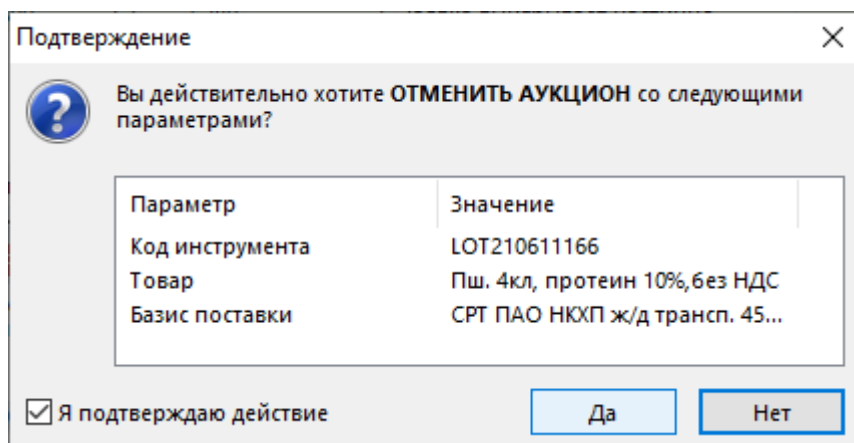 Подтверждение
Вы действительно хотите ОТМЕНИТЬ АУКЦИОН со следующими
параметрами?
Параметр Значение
Код инструмента LOT210611166
Товар Пш. 4кл, протеин 10%,без НДС
Базис поставки СРТ ПАО НКХП ж/д трансп. 45...
Я подтверждаю действие Да Нет